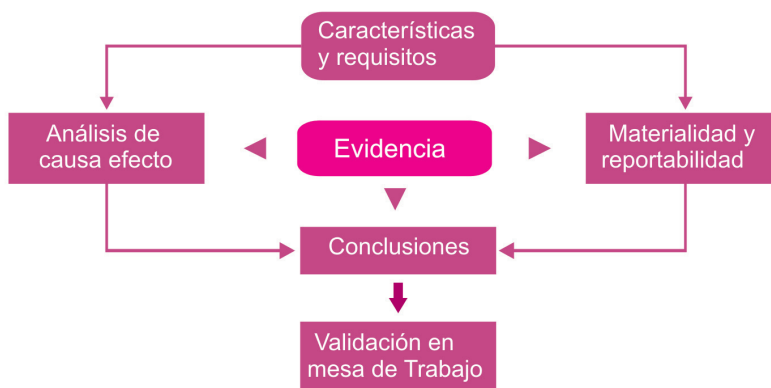 Características
y requisitos
Análisis de
causa efecto
Evidencia
Materialidad y
reportabilidad
Conclusiones
Validación en
mesa de Trabajo